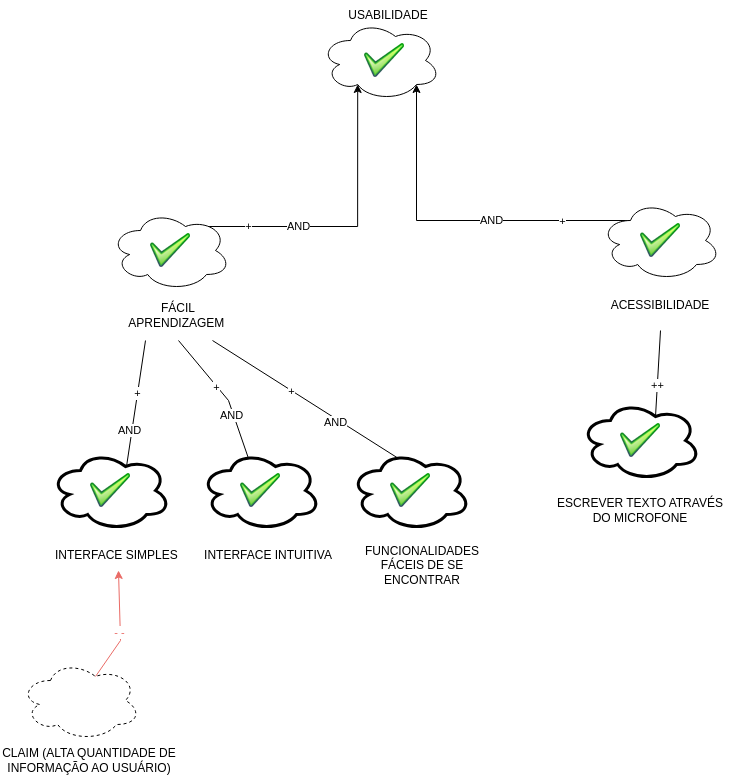 USABILIDADE
+ AND
AND +
FÁCIL
APRENDIZAGEM
ACESSIBILIDADE
+ + +
++
AND AND AND
ESCREVER TEXTO ATRAVÉS
DO MICROFONE
INTERFACE SIMPLES
INTERFACE INTUITIVA
FUNCIONALIDADES
FÁCEIS DE SE
ENCONTRAR
- -
CLAIM (ALTA QUANTIDADE DE
INFORMAÇÃO AO USUÁRIO)